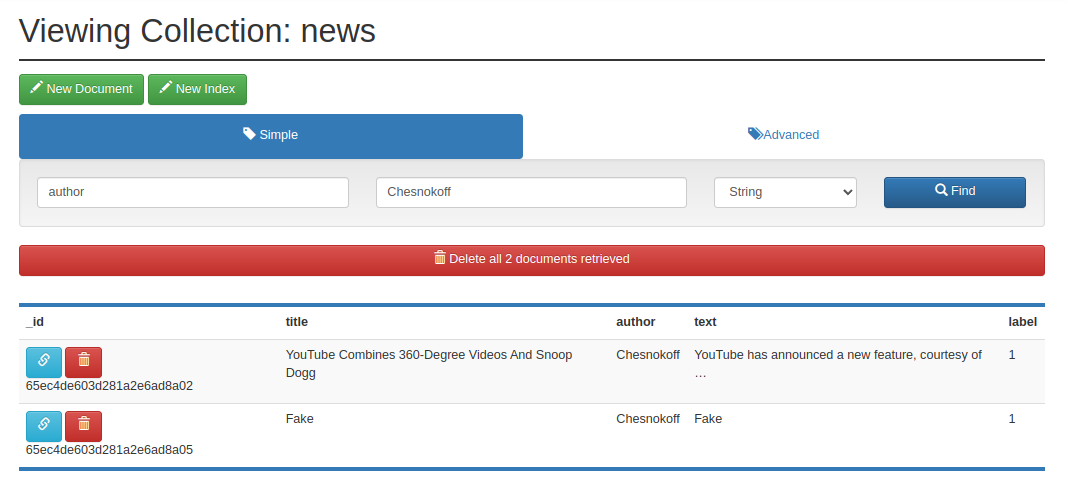 Viewing Collection: news
New Document New Index
Simple Advanced
author Chesnokoff String Find
Delete all 2 documents retrieved
_id title author text label
YouTube Combines 360-Degree Videos And Snoop Chesnokoff YouTube has announced a new feature, courtesy of 1
Dogg …
65ec4de603d281a2e6ad8a02
Fake Chesnokoff Fake 1
65ec4de603d281a2e6ad8a05